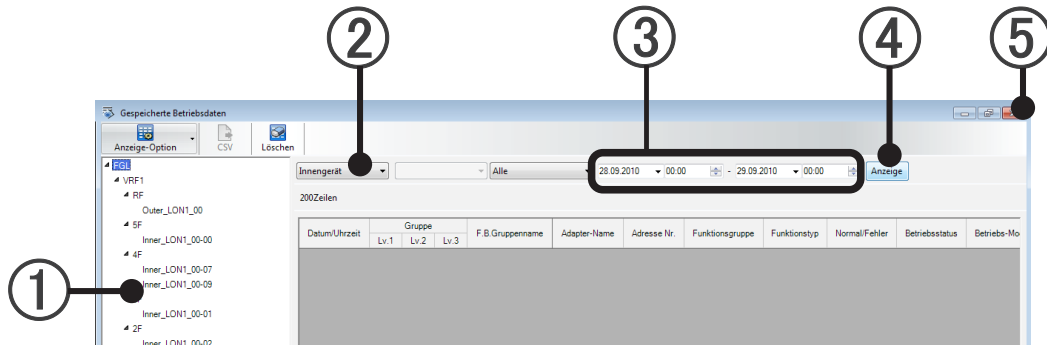 ② ③ ④ ⑤
Gespeicherte Betriebsdaten
Anzeige-Option CSV Löschen
FGL
Innengerät Alle 28.09.2010 00:00 - 29.09.2010 00:00 Anzeige
VRF1
RF
200Zeilen
Outer_LON1_00
5F
Datum/Uhrzeit Gruppe F.B.Gruppenname Adapter-Name Adresse Nr. Funktionsgruppe Funktionstyp Normal/Fehler Betriebsstatus
Lv.1 Lv.2 Lv.3
Inner_LON1_00-00
4F
Inner_LON1_00-07
① Inner_LON1_00-09
Inner_LON1_00-01
2F
Inner_LON1_00-02